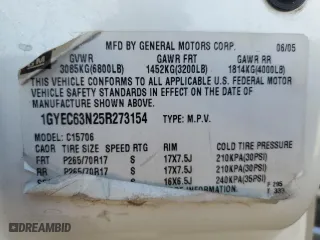 GM
MFD BY GENERAL MOTORS CORP. 06/05
GVWR GAWR FRT GAWR RR
3085KG(6800LB) 1452KG(3200LB) 1814KG(4000LB)
THIS VEHICLE CONFORMS TO ALL APPLICABLE U.S. FEDERAL MOTOR
VEHICLE SAFETY STANDARDS IN EFFECT ON THE DATE OF
MANUFACTURE SHOWN ABOVE.
1GYEC63N25R273154 TYPE: M.P.V.
MODEL: C15706
TIRE SIZE SPEED RTG RIM COLD TIRE PRESSURE
FRT P265/70R17 S 17X7.5J 210KPA(30PSI)
RR P265/70R17 S 17X7.5J 210KPA(30PSI)
16X6.5J 240KPA(35PSI)